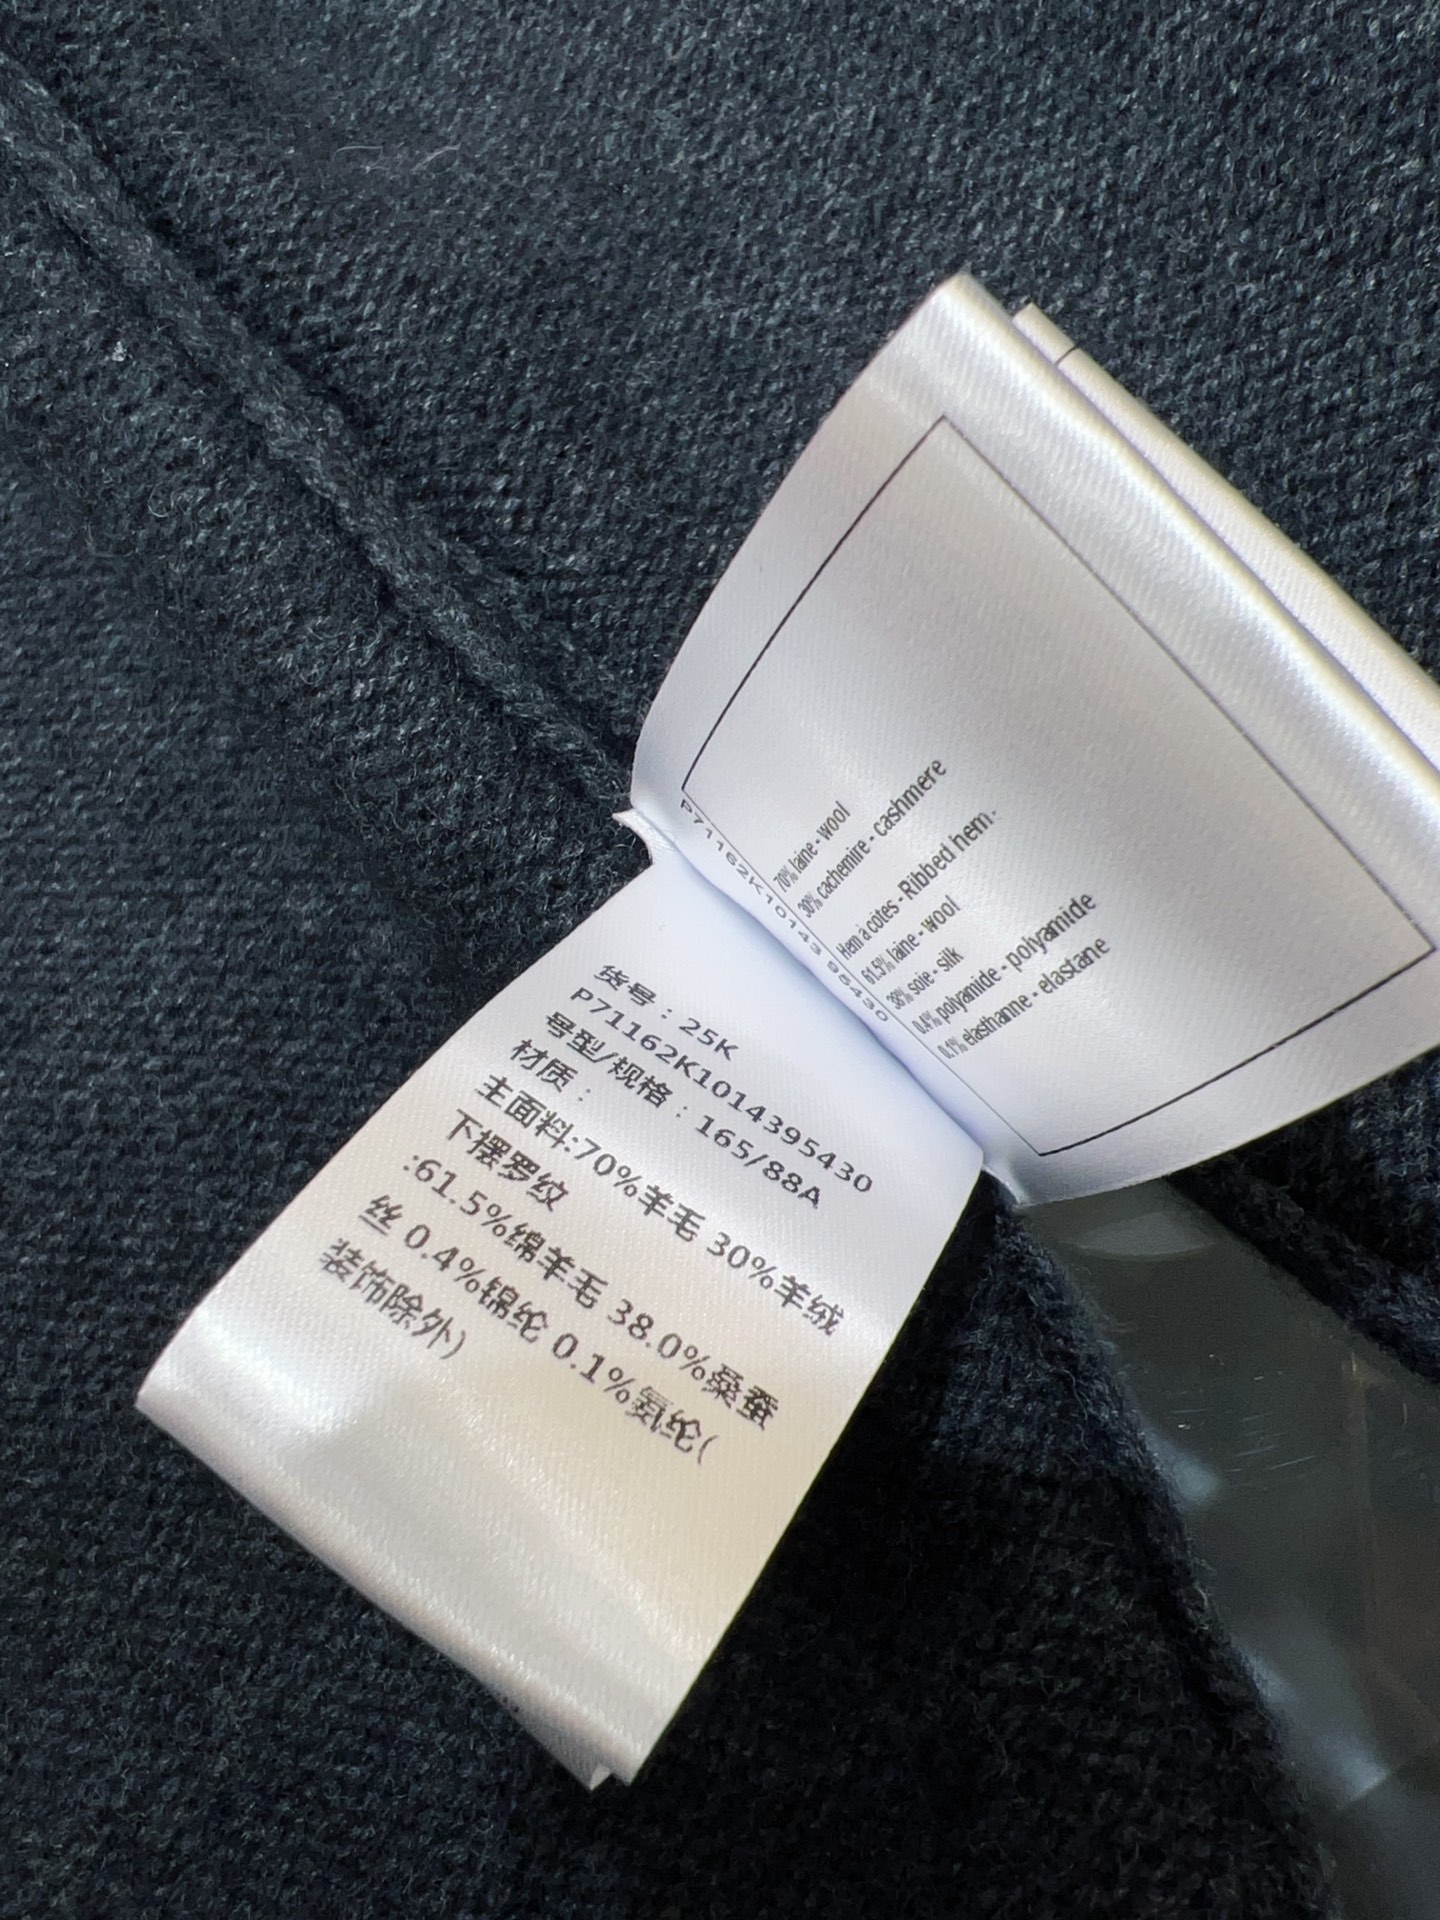 70% laine - wool
30% cachemire - cashmere
Hem à cotes - Ribbed hem.
61.5% laine - wool
38% soie - silk
0.4% polyamide - polyamide
0.1% elasthanne - elastane
P71162K10143 95430
货号：25K
P71162K1014395430
号型/规格：165/88A
材质：
主面料:70%羊毛 30%羊绒
下摆罗纹
:61.5%绵羊毛 38.0%桑蚕
丝 0.4%锦纶 0.1%氨纶(
装饰除外)